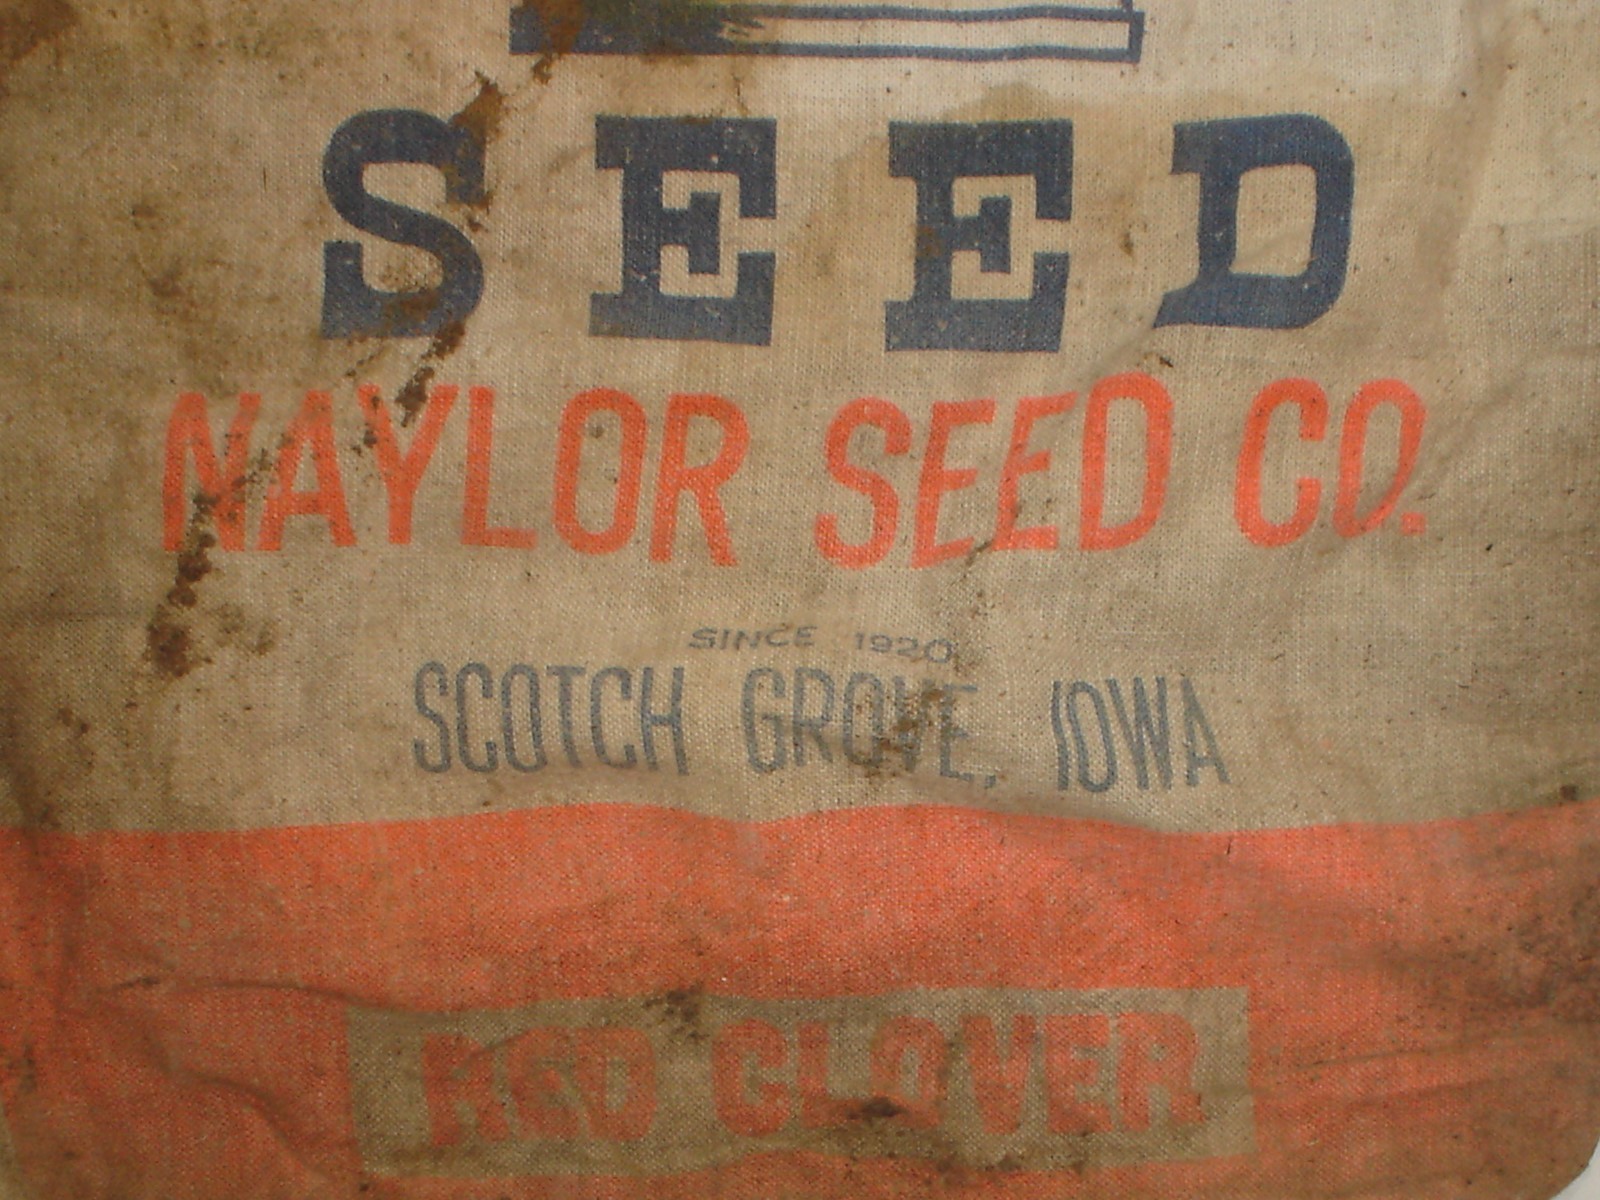 SEED
NAYLOR SEED CO.
SINCE 1920
SCOTCH GROVE, IOWA
RED CLOVER